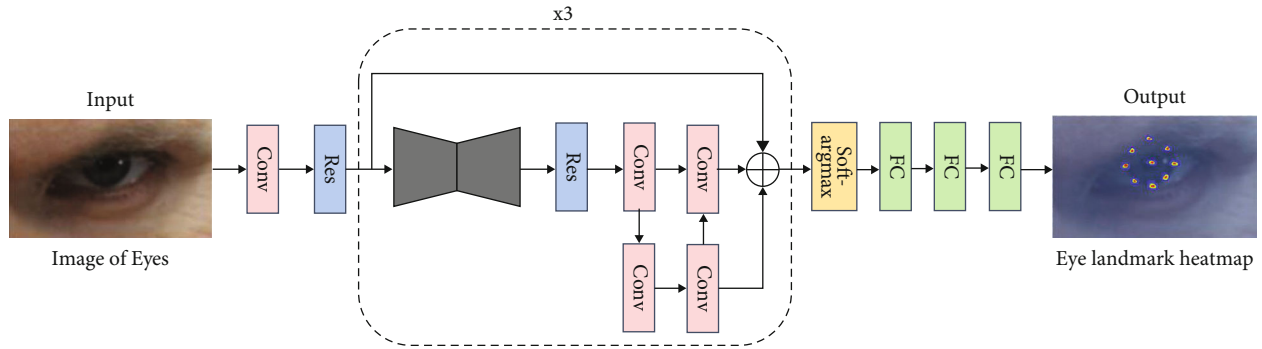 x3
Input
Output
Conv
Res
Res
Conv
Conv
Soft-
argmax
FC
FC
FC
Conv
Conv
Image of Eyes
Eye landmark heatmap